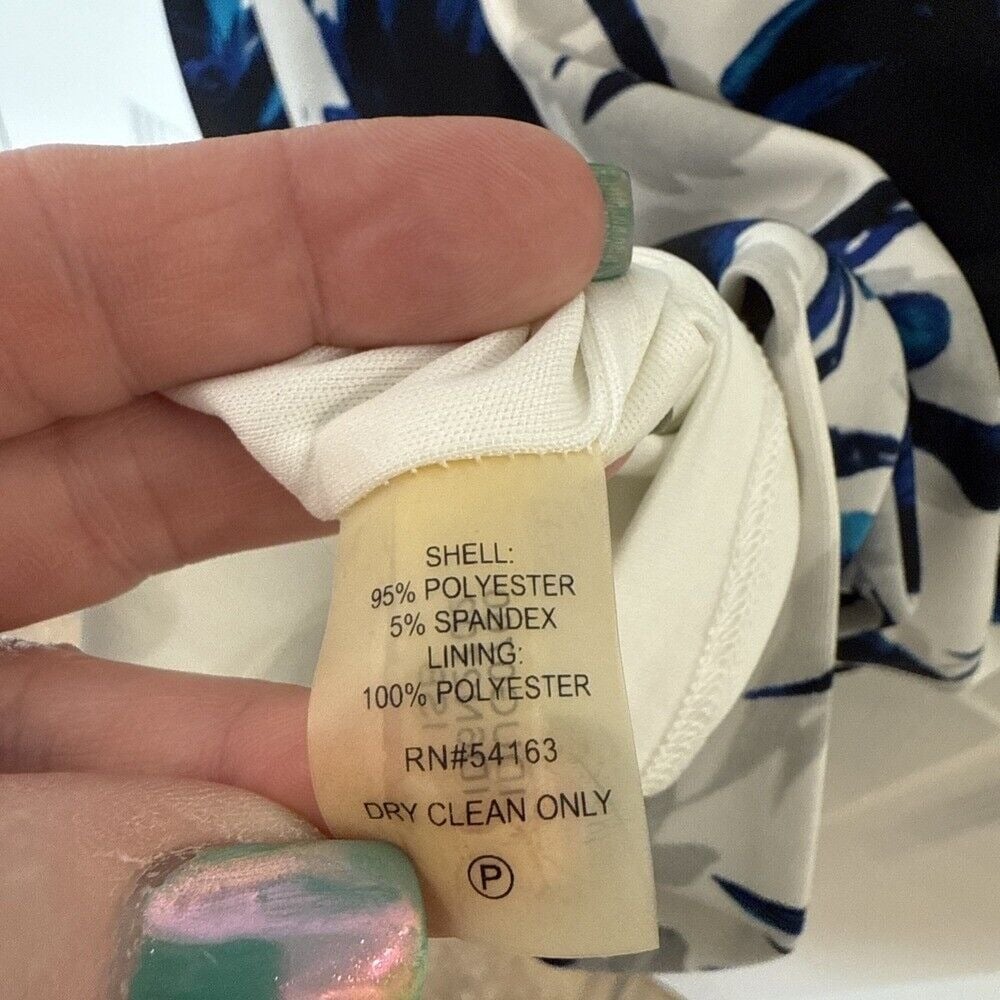 SHELL:
95% POLYESTER
5% SPANDEX
LINING:
100% POLYESTER
RN#54163
DRY CLEAN ONLY
P